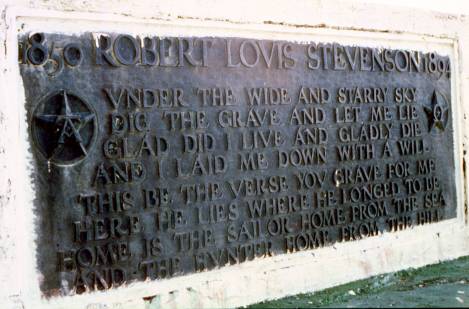 1850 ROBERT LOVIS STEVENSON 1894
VNDER THE WIDE AND STARRY SKY
DIG THE GRAVE AND LET ME LIE
GLAD DID I LIVE AND GLADLY DIE
AND I LAID ME DOWN WITH A WILL
THIS BE THE VERSE YOV GRAVE FOR ME
HERE HE LIES WHERE HE LONGED TO BE
HOME IS THE SAILOR HOME FROM THE SEA
AND THE HVNTER HOME FROM THE HILL